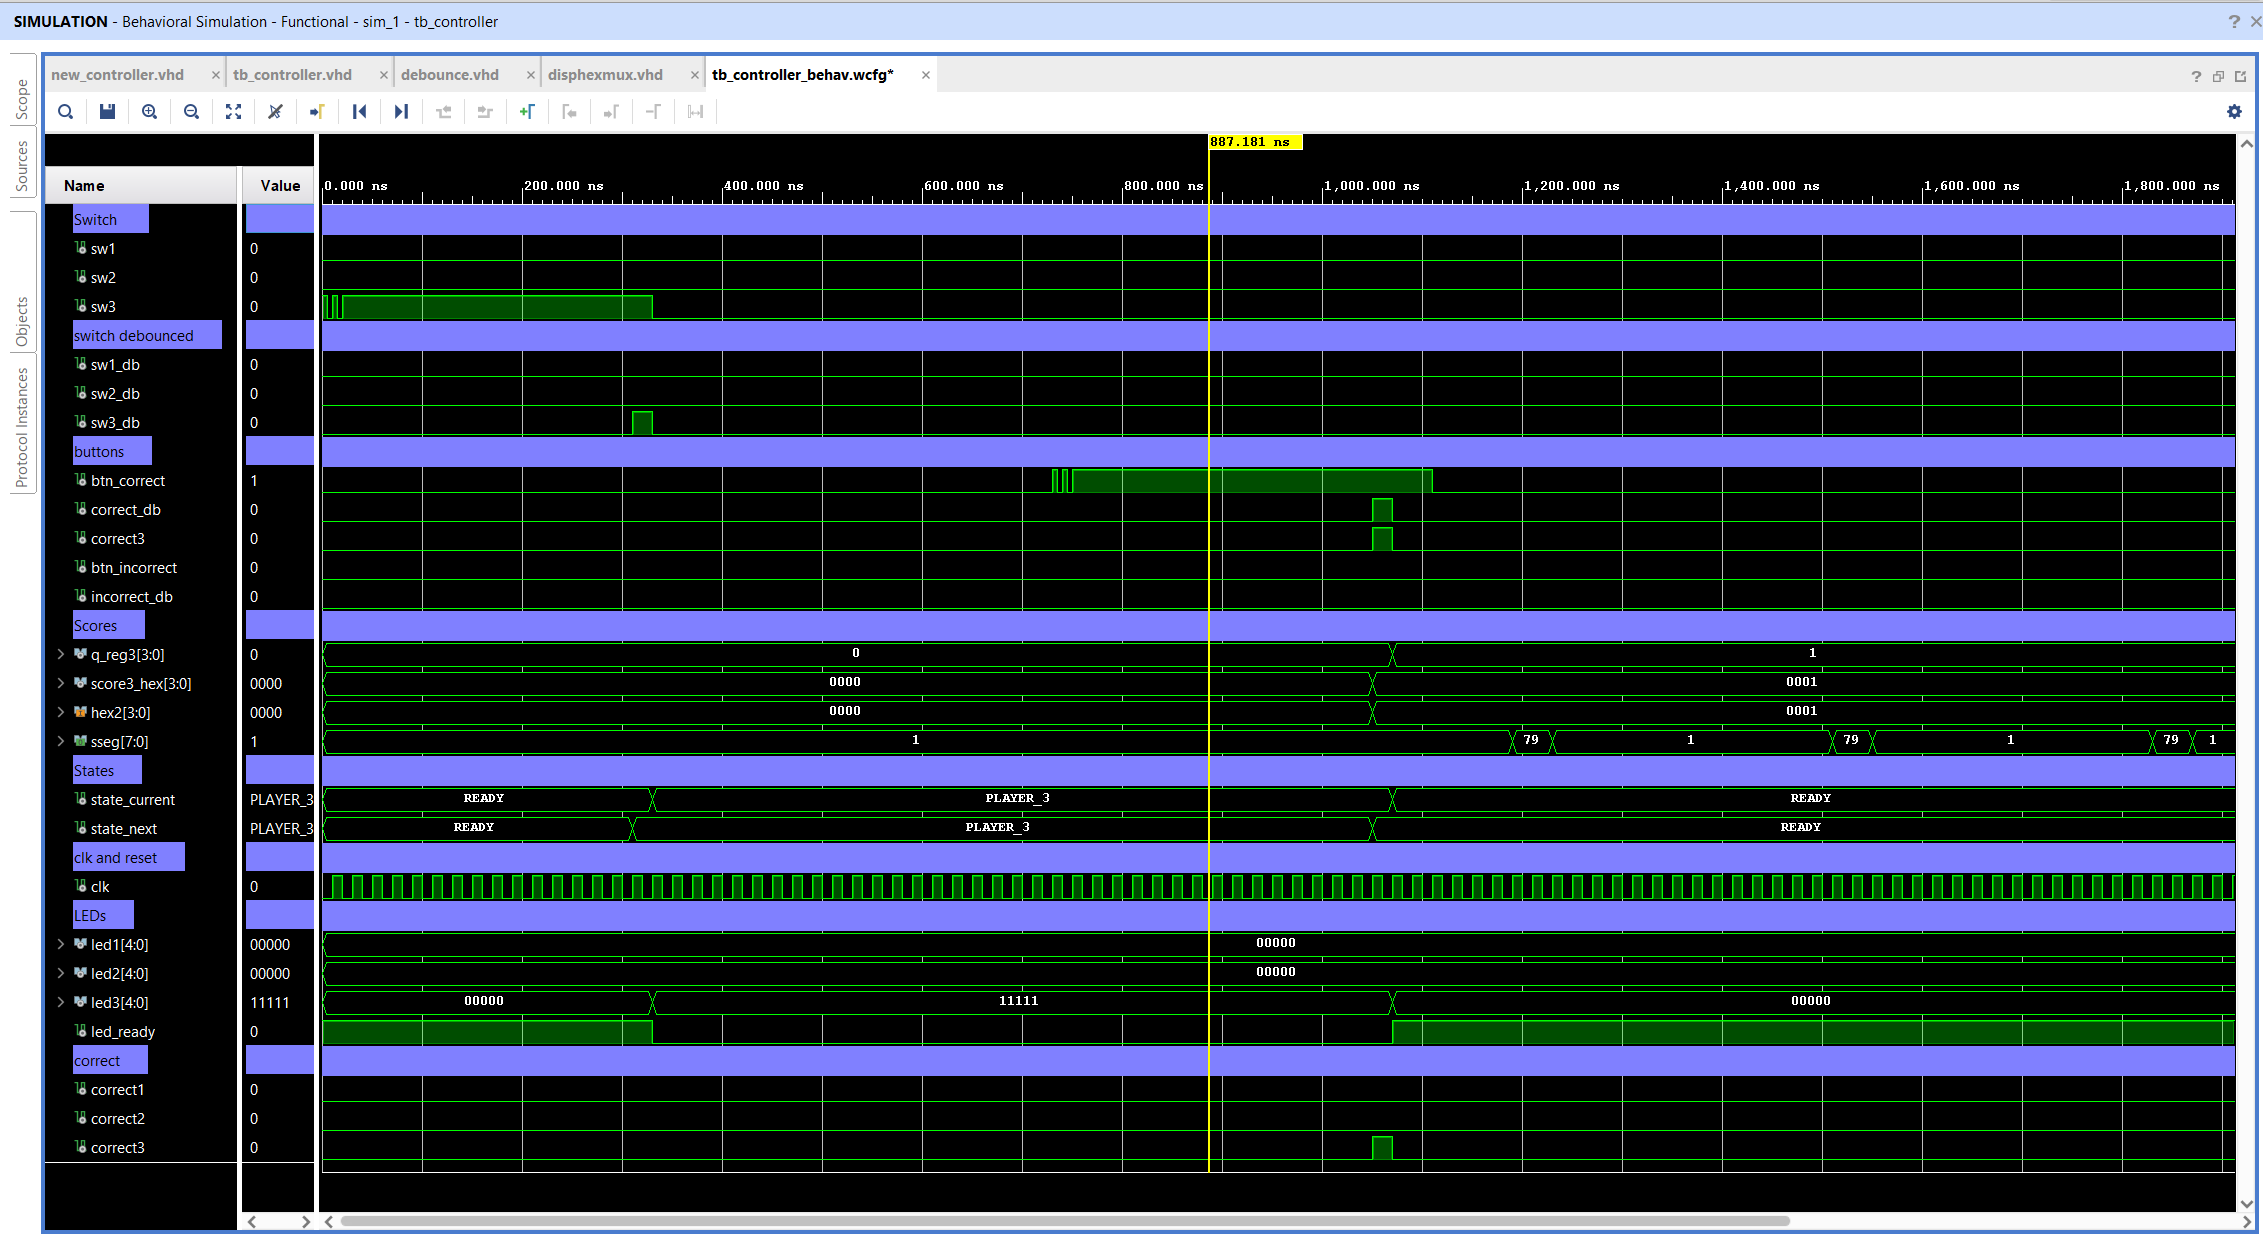 SIMULATION - Behavioral Simulation - Functional - sim_1 - tb_controller
Scope
Sources
Objects
Protocol Instances
new_controller.vhd
tb_controller.vhd
debounce.vhd
disphexmux.vhd
tb_controller_behav.wcfg*
887.181 ns
Name
Value
0.000 ns
200.000 ns
400.000 ns
600.000 ns
800.000 ns
1,000.000 ns
1,200.000 ns
1,400.000 ns
1,600.000 ns
1,800.000 ns
Switch
sw1 0
sw2 0
sw3 0
switch debounced
sw1_db 0
sw2_db 0
sw3_db 0
buttons
btn_correct 1
correct_db 0
correct3 0
btn_incorrect 0
incorrect_db 0
Scores
q_reg3[3:0] 0 0 1
score3_hex[3:0] 0000 0000 0001
hex2[3:0] 0000 0000 0001
sseg[7:0] 1 1 79 1 79 1 79 1
States
state_current PLAYER_3 READY PLAYER_3 READY
state_next PLAYER_3 READY PLAYER_3 READY
clk and reset
clk 0
LEDs
led1[4:0] 00000 00000
led2[4:0] 00000 00000
led3[4:0] 11111 00000 11111 00000
led_ready 0
correct
correct1 0
correct2 0
correct3 0